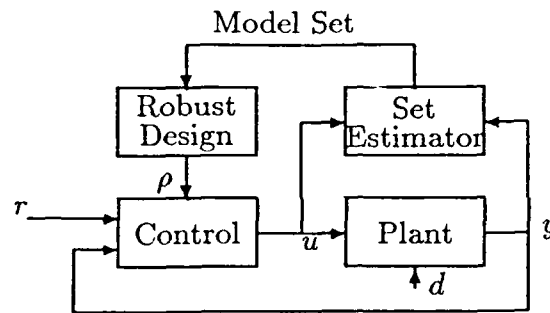 Model Set
Robust
Design
Set
Estimator
ρ
r
Control
u
Plant
y
d